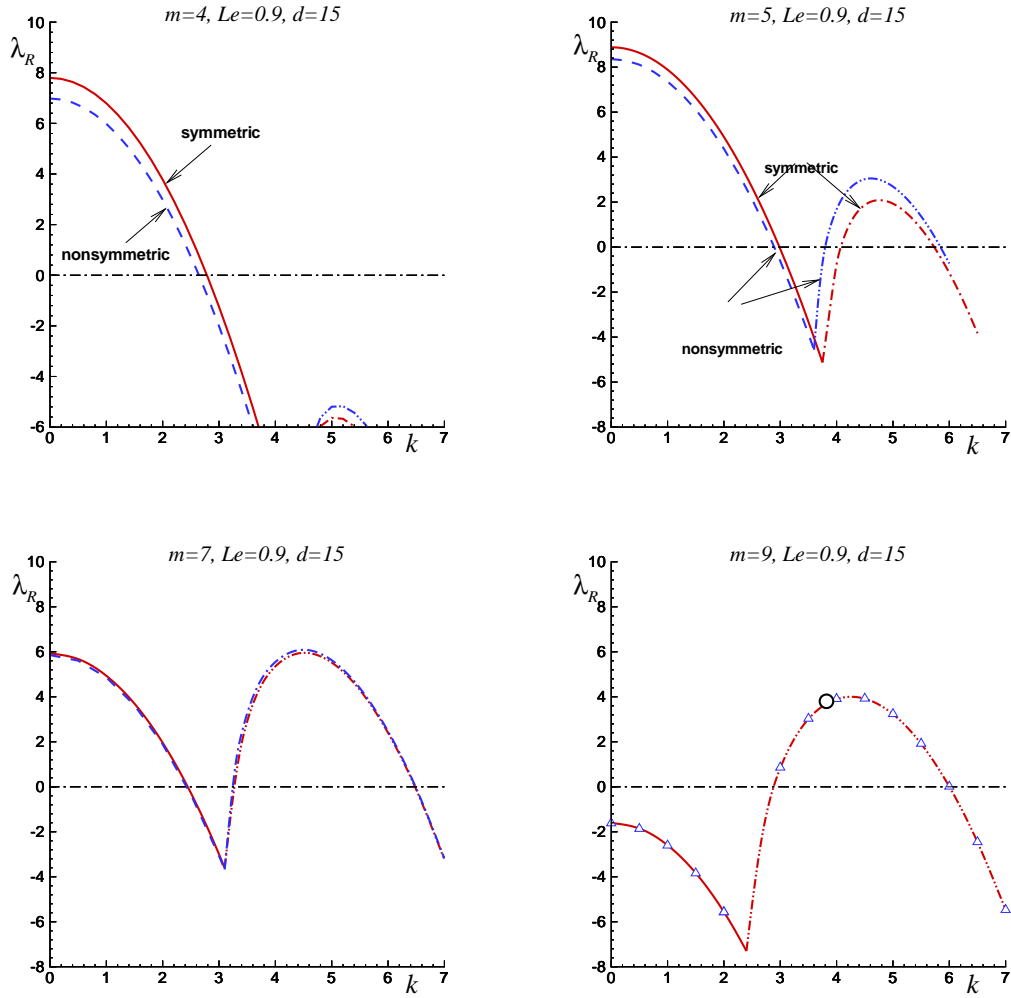 m=4, Le=0.9, d=15
λR
10
8
6
4
2
0
-2
-4
-6
symmetric
nonsymmetric
0 1 2 3 4 5 6 7
k
m=5, Le=0.9, d=15
λR
10
8
6
4
2
0
-2
-4
-6
-8
symmetric
nonsymmetric
0 1 2 3 4 5 6 7
k
m=7, Le=0.9, d=15
λR
10
8
6
4
2
0
-2
-4
-6
-8
0 1 2 3 4 5 6 7
k
m=9, Le=0.9, d=15
λR
10
8
6
4
2
0
-2
-4
-6
-8
0 1 2 3 4 5 6 7
k